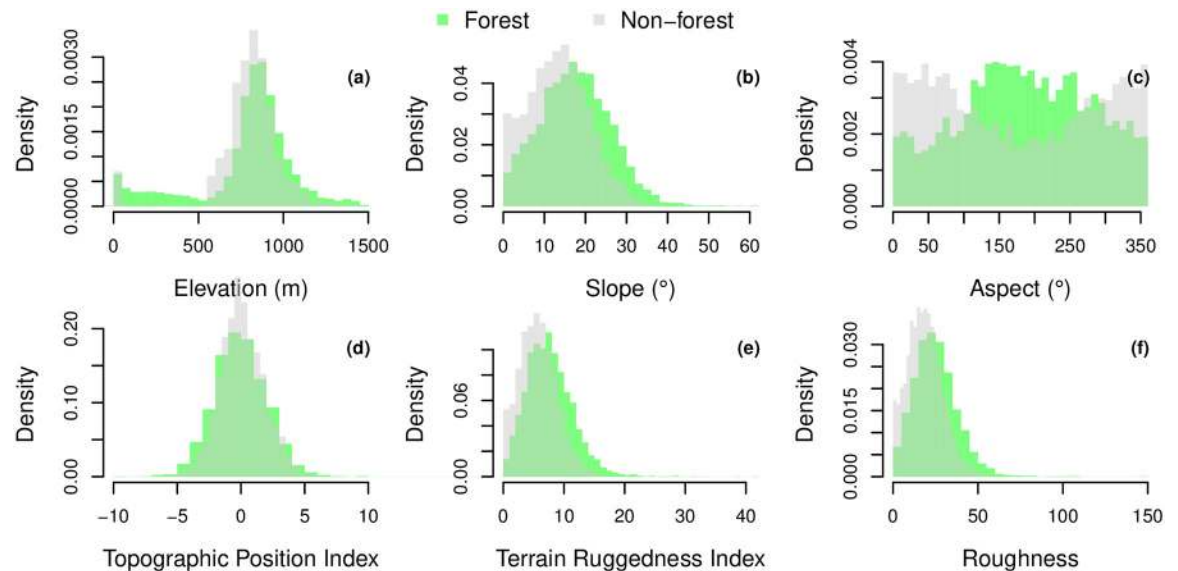 Forest Non-forest
Density
0.0030
0.0015
0.0000
(a)
0 500 1000 1500
Elevation (m)
Density
0.04
0.02
0.00
(b)
0 10 20 30 40 50 60
Slope (°)
Density
0.004
0.002
0.000
(c)
0 50 150 250 350
Aspect (°)
Density
0.20
0.10
0.00
(d)
-10 -5 0 5 10
Topographic Position Index
Density
0.06
0.00
(e)
0 10 20 30 40
Terrain Ruggedness Index
Density
0.030
0.015
0.000
(f)
0 50 100 150
Roughness